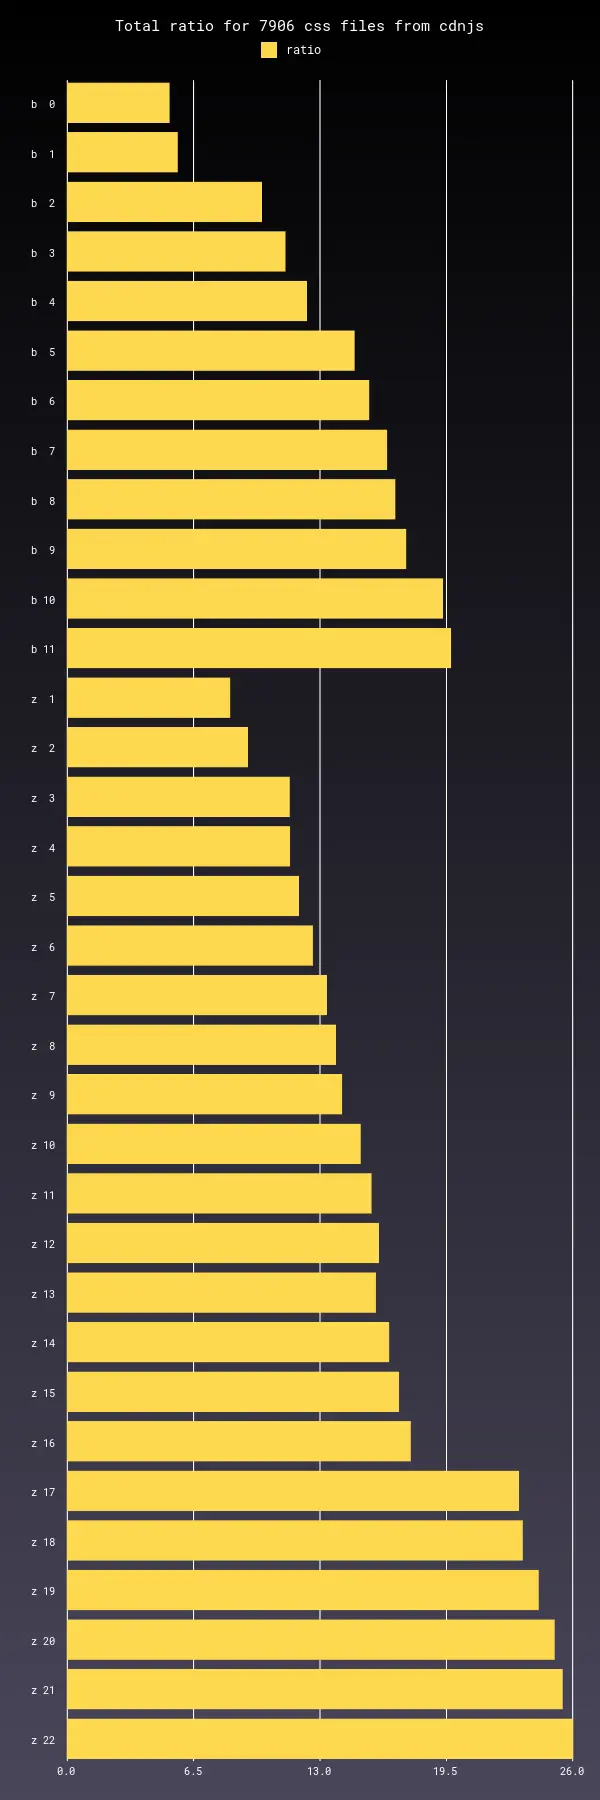 Total ratio for 7906 css files from cdnjs
ratio
b 0
b 1
b 2
b 3
b 4
b 5
b 6
b 7
b 8
b 9
b 10
b 11
z 1
z 2
z 3
z 4
z 5
z 6
z 7
z 8
z 9
z 10
z 11
z 12
z 13
z 14
z 15
z 16
z 17
z 18
z 19
z 20
z 21
z 22
0.0 6.5 13.0 19.5 26.0